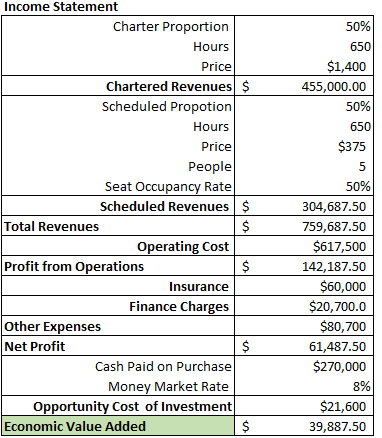 Income Statement
Charter Proportion 50%
Hours 650
Price $1,400
Chartered Revenues $ 455,000.00
Scheduled Propotion 50%
Hours 650
Price $375
People 5
Seat Occupancy Rate 50%
Scheduled Revenues $ 304,687.50
Total Revenues $ 759,687.50
Operating Cost $617,500
Profit from Operations $ 142,187.50
Insurance $60,000
Finance Charges $20,700.0
Other Expenses $80,700
Net Profit $ 61,487.50
Cash Paid on Purchase $270,000
Money Market Rate 8%
Opportunity Cost of Investment $21,600
Economic Value Added $ 39,887.50